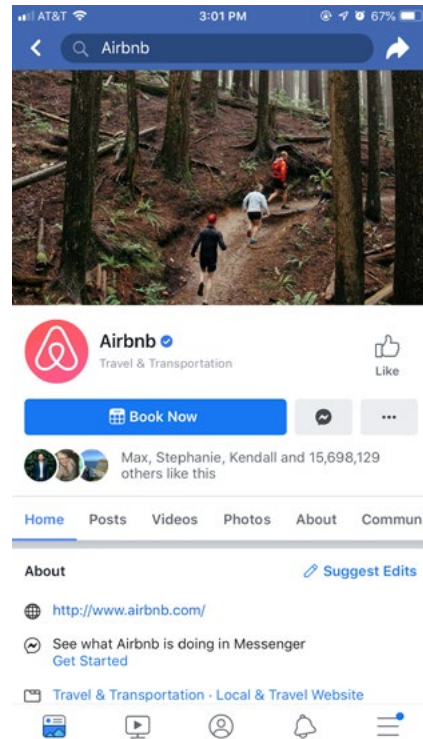 AT&T 3:01 PM 67%
Airbnb
Airbnb
Travel & Transportation
Like
Book Now
...
Max, Stephanie, Kendall and 15,698,129
others like this
Home Posts Videos Photos About Commun
About Suggest Edits
http://www.airbnb.com/
See what Airbnb is doing in Messenger
Get Started
Travel & Transportation · Local & Travel Website